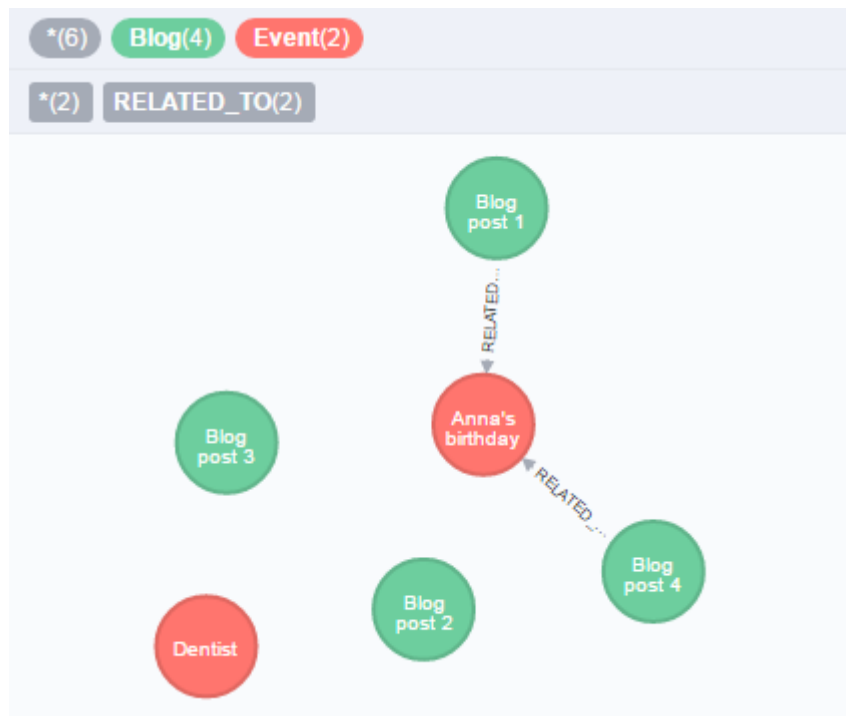 *(6) Blog(4) Event(2)
*(2) RELATED_TO(2)
Blog
post 1
RELATED...
Anna's
birthday
RELATED_...
Blog
post 3
Blog
post 4
Blog
post 2
Dentist